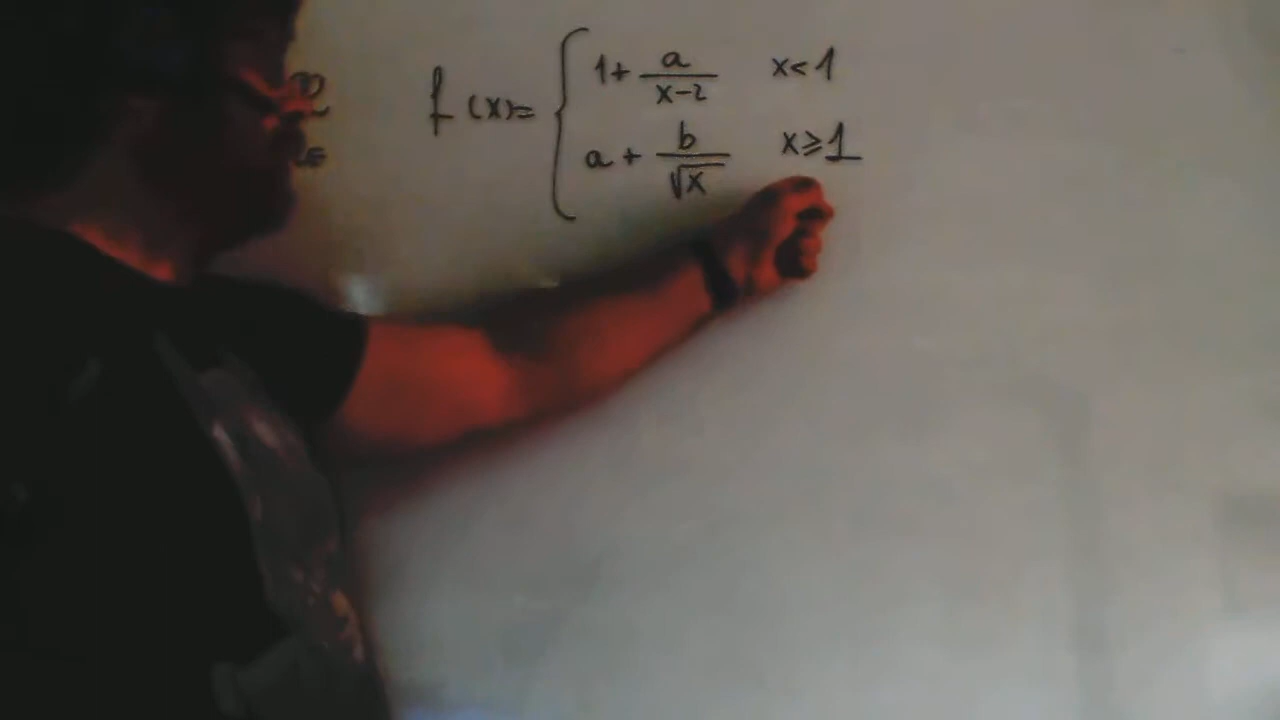 f(x)= { 1+ a/(x-2) x<1
a + b/√x x≥1